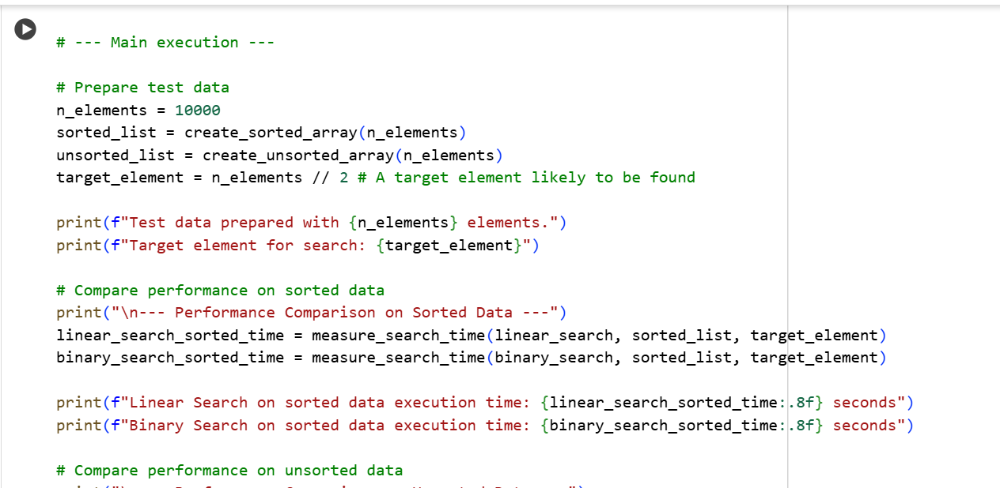 # --- Main execution ---
# Prepare test data
n_elements = 10000
sorted_list = create_sorted_array(n_elements)
unsorted_list = create_unsorted_array(n_elements)
target_element = n_elements // 2 # A target element likely to be found
print(f"Test data prepared with {n_elements} elements.")
print(f"Target element for search: {target_element}")
# Compare performance on sorted data
print("\n--- Performance Comparison on Sorted Data ---")
linear_search_sorted_time = measure_search_time(linear_search, sorted_list, target_element)
binary_search_sorted_time = measure_search_time(binary_search, sorted_list, target_element)
print(f"Linear Search on sorted data execution time: {linear_search_sorted_time:.8f} seconds")
print(f"Binary Search on sorted data execution time: {binary_search_sorted_time:.8f} seconds")
# Compare performance on unsorted data